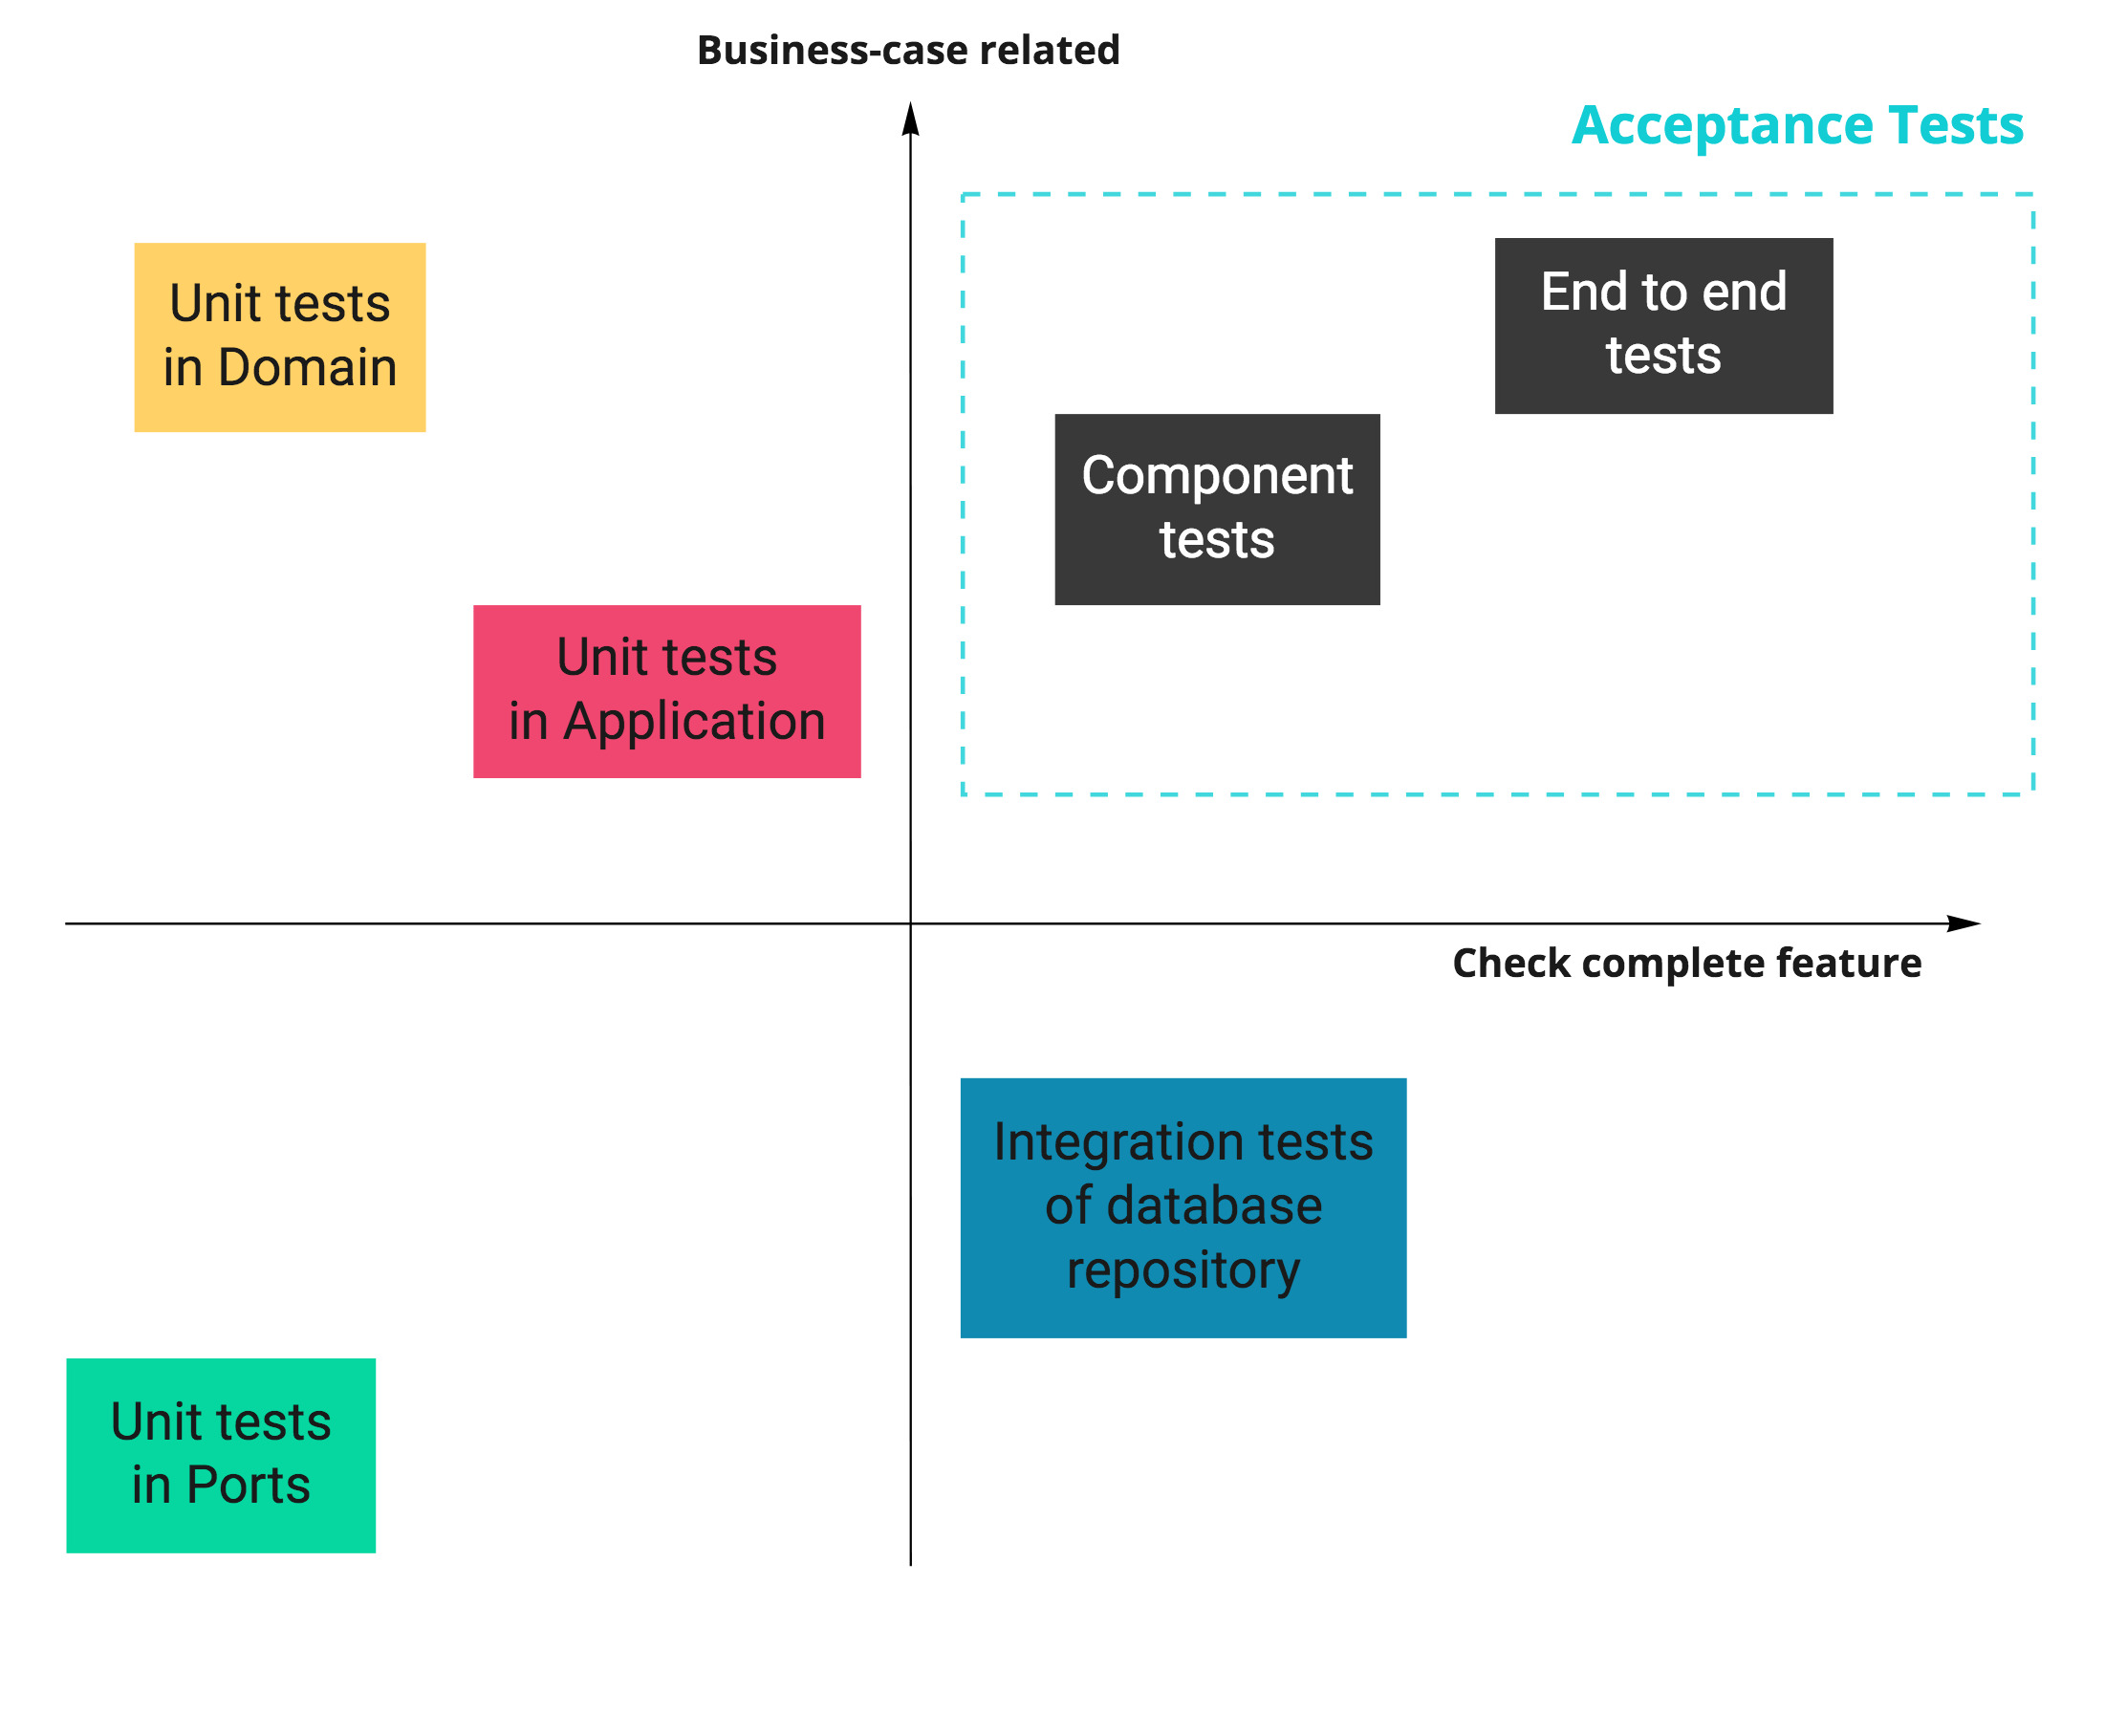 Business-case related
Acceptance Tests
Unit tests
in Domain
End to end
tests
Component
tests
Unit tests
in Application
Check complete feature
Integration tests
of database
repository
Unit tests
in Ports